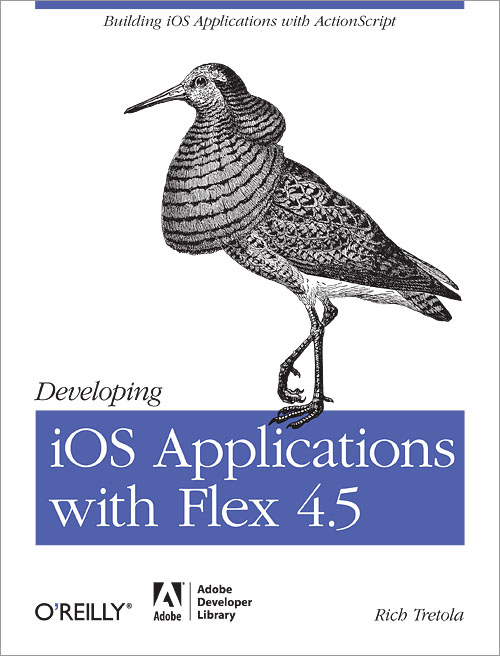 Building iOS Applications with ActionScript
Developing
iOS Applications
with Flex 4.5
O'REILLY®
Adobe
Adobe
Developer
Library
Rich Tretola